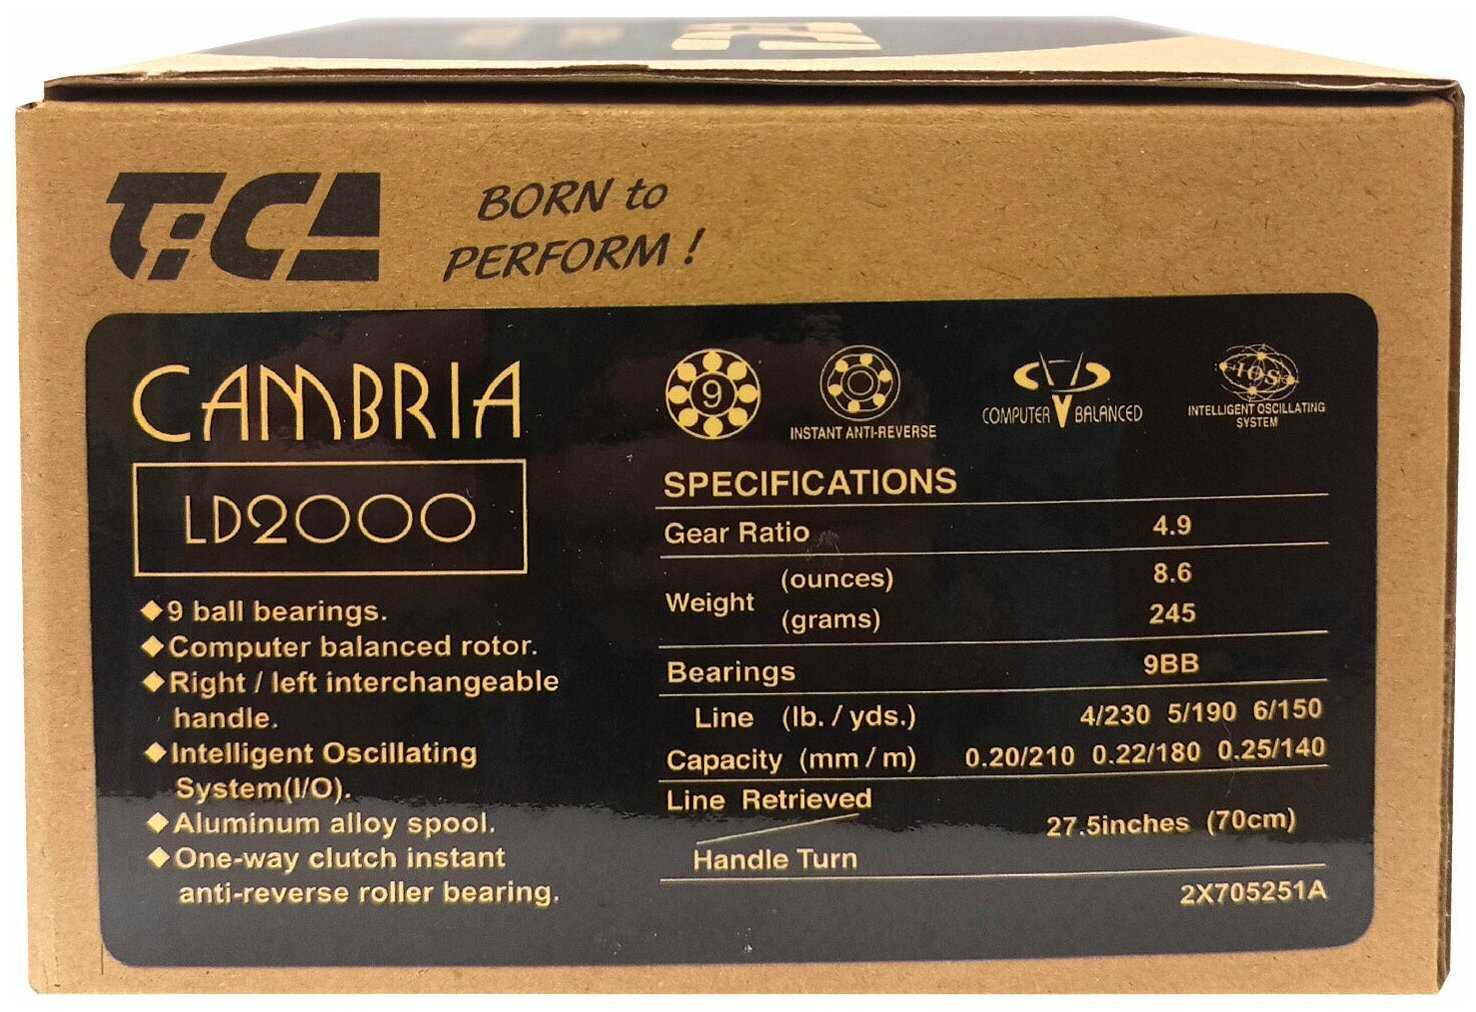 TiCA
BORN to
PERFORM !
CAMBRIA
LD2000
◆9 ball bearings.
◆Computer balanced rotor.
◆Right / left interchangeable
handle.
◆Intelligent Oscillating
System(I/O).
◆Aluminum alloy spool.
◆One-way clutch instant
anti-reverse roller bearing.
9
INSTANT ANTI-REVERSE
COMPUTER BALANCED
IOS
INTELLIGENT OSCILLATING
SYSTEM
SPECIFICATIONS
Gear Ratio 4.9
Weight (ounces) 8.6
(grams) 245
Bearings 9BB
Line (lb. / yds.) 4/230 5/190 6/150
Capacity (mm / m) 0.20/210 0.22/180 0.25/140
Line Retrieved
27.5inches (70cm)
Handle Turn
2X705251A